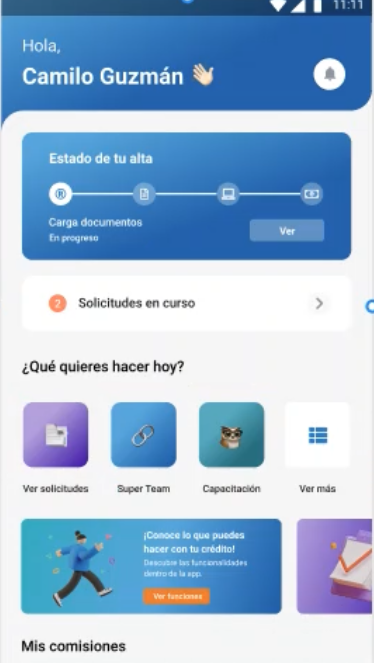 11:11
Hola,
Camilo Guzmán 👋
Estado de tu alta
Carga documentos
En progreso
Ver
2 Solicitudes en curso
¿Qué quieres hacer hoy?
Ver solicitudes
Super Team
Capacitación
Ver más
¡Conoce lo que puedes
hacer con tu crédito!
Descubre las funcionalidades
dentro de la app.
Ver funciones
Mis comisiones